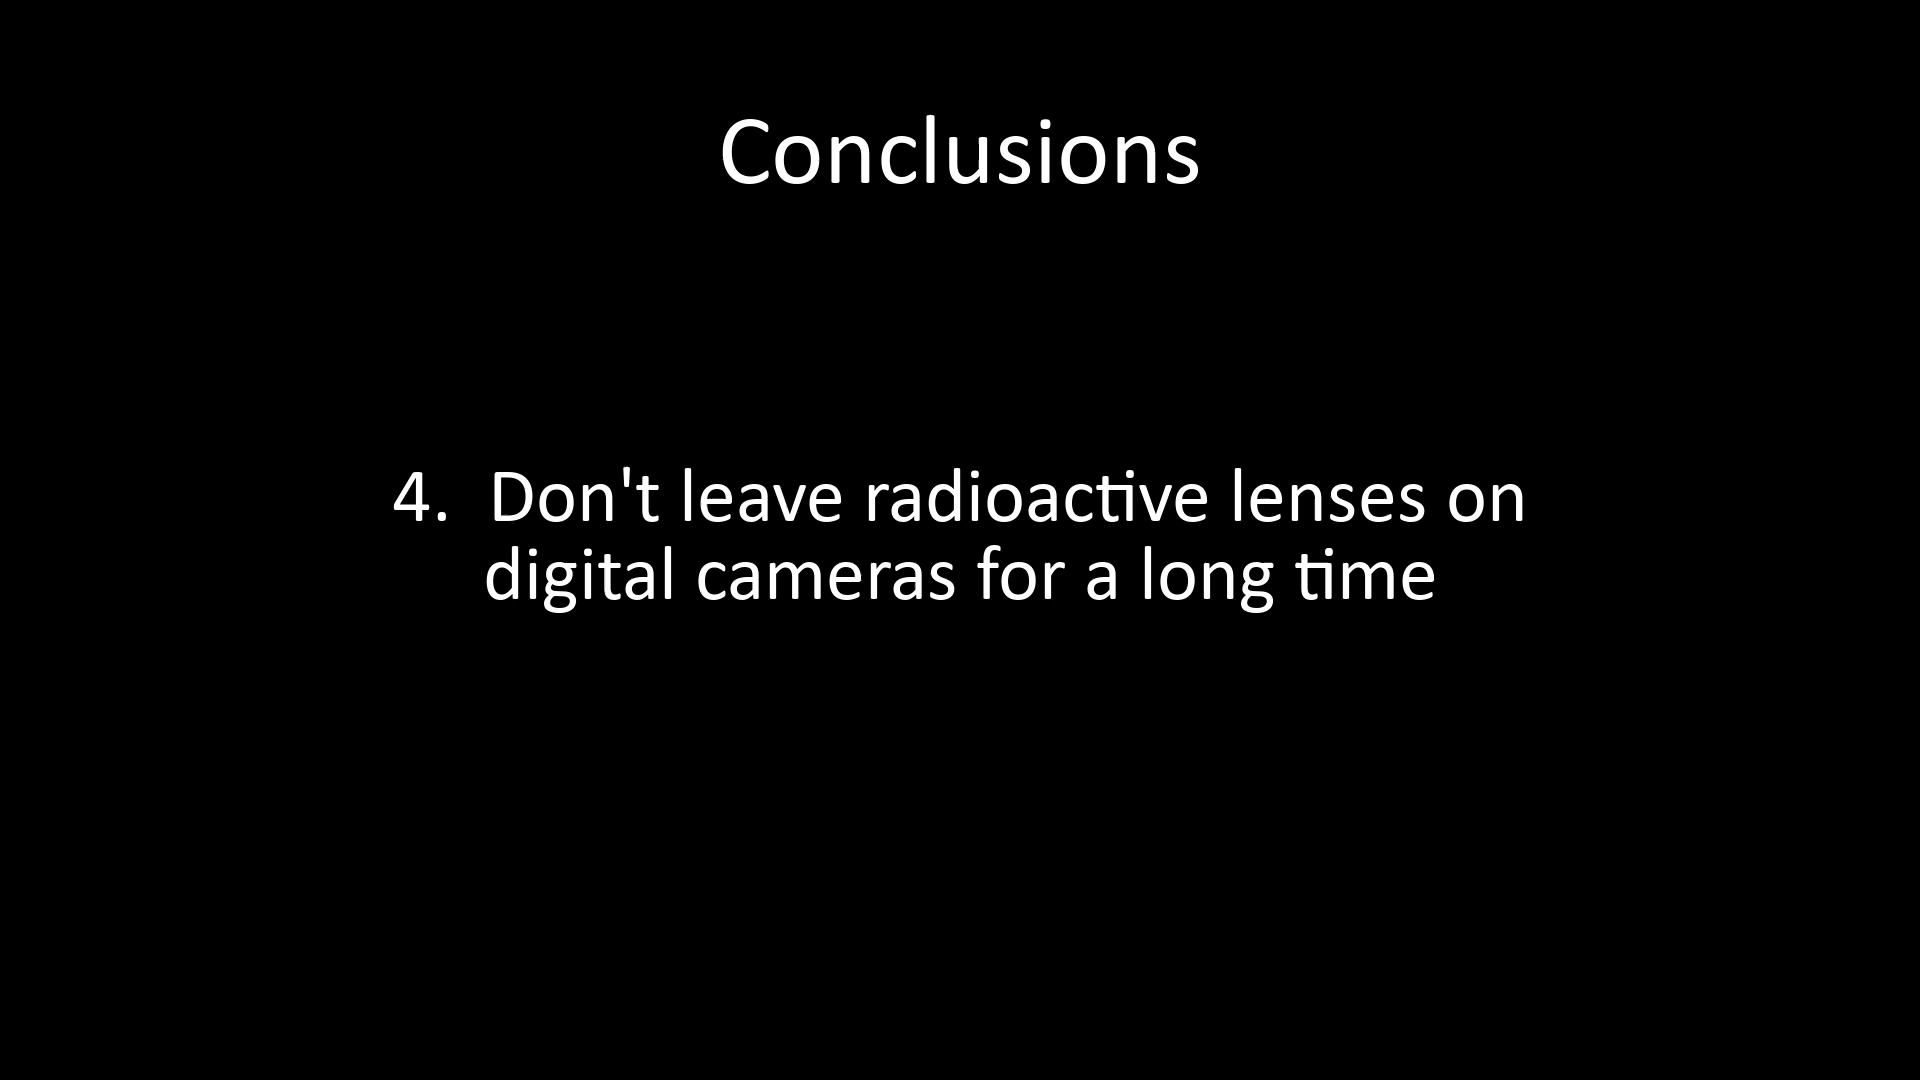 Conclusions
4. Don't leave radioactive lenses on
digital cameras for a long time